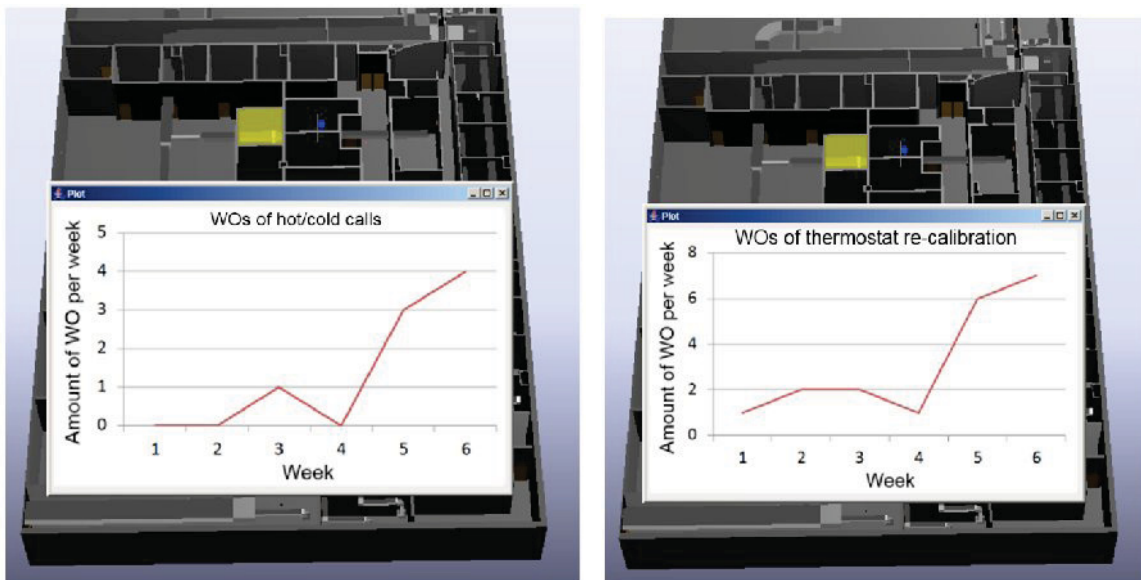 Plot
WOs of hot/cold calls
Amount of WO per week
5
4
3
2
1
0
1 2 3 4 5 6
Week
Plot
WOs of thermostat re-calibration
Amount of WO per week
8
6
4
2
0
1 2 3 4 5 6
Week